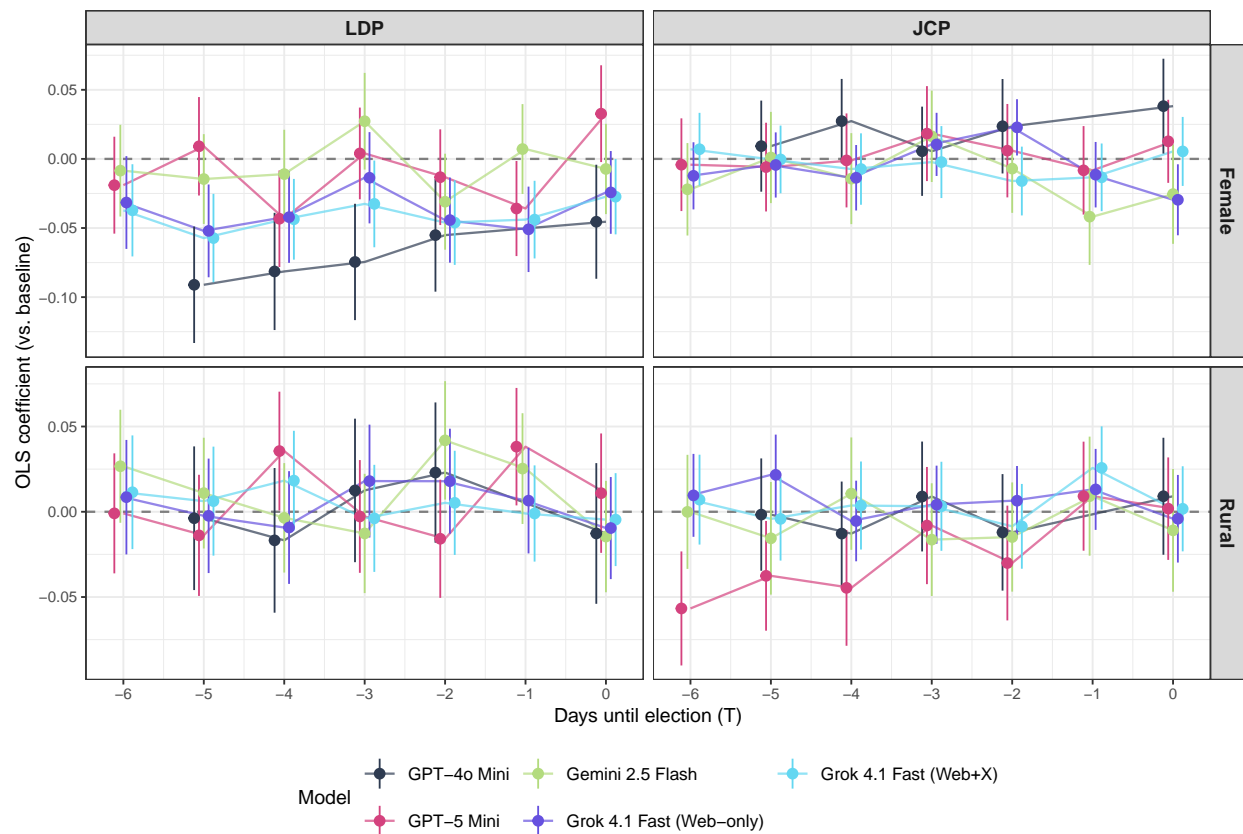 LDP
JCP
OLS coefficient (vs. baseline)
0.05
0.00
−0.05
−0.10
Female
0.05
0.00
−0.05
Rural
−6 −5 −4 −3 −2 −1 0
−6 −5 −4 −3 −2 −1 0
Days until election (T)
Model
GPT−4o Mini
Gemini 2.5 Flash
Grok 4.1 Fast (Web+X)
GPT−5 Mini
Grok 4.1 Fast (Web−only)